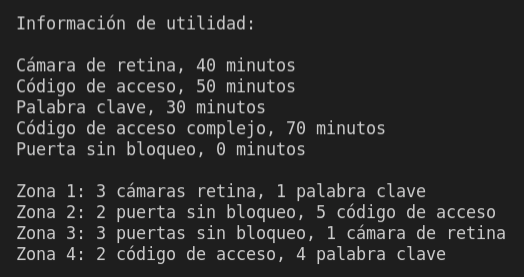 Información de utilidad:
Cámara de retina, 40 minutos
Código de acceso, 50 minutos
Palabra clave, 30 minutos
Código de acceso complejo, 70 minutos
Puerta sin bloqueo, 0 minutos
Zona 1: 3 cámaras retina, 1 palabra clave
Zona 2: 2 puerta sin bloqueo, 5 código de acceso
Zona 3: 3 puertas sin bloqueo, 1 cámara de retina
Zona 4: 2 código de acceso, 4 palabra clave